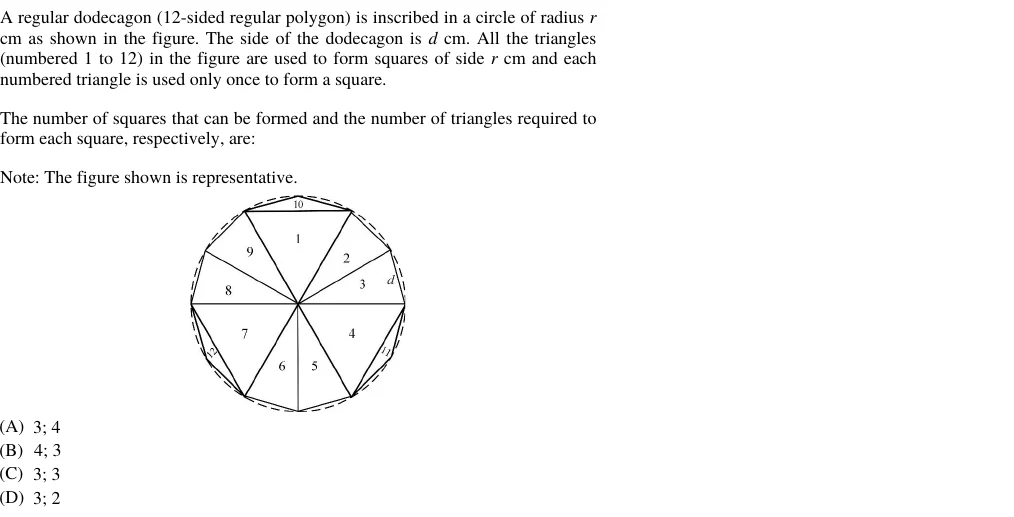 A regular dodecagon (12-sided regular polygon) is inscribed in a circle of radius r
cm as shown in the figure. The side of the dodecagon is d cm. All the triangles
(numbered 1 to 12) in the figure are used to form squares of side r cm and each
numbered triangle is used only once to form a square.
The number of squares that can be formed and the number of triangles required to
form each square, respectively, are:
Note: The figure shown is representative.
10
1
9
2
3
d
8
7
4
12
11
6
5
(A) 3; 4
(B) 4; 3
(C) 3; 3
(D) 3; 2